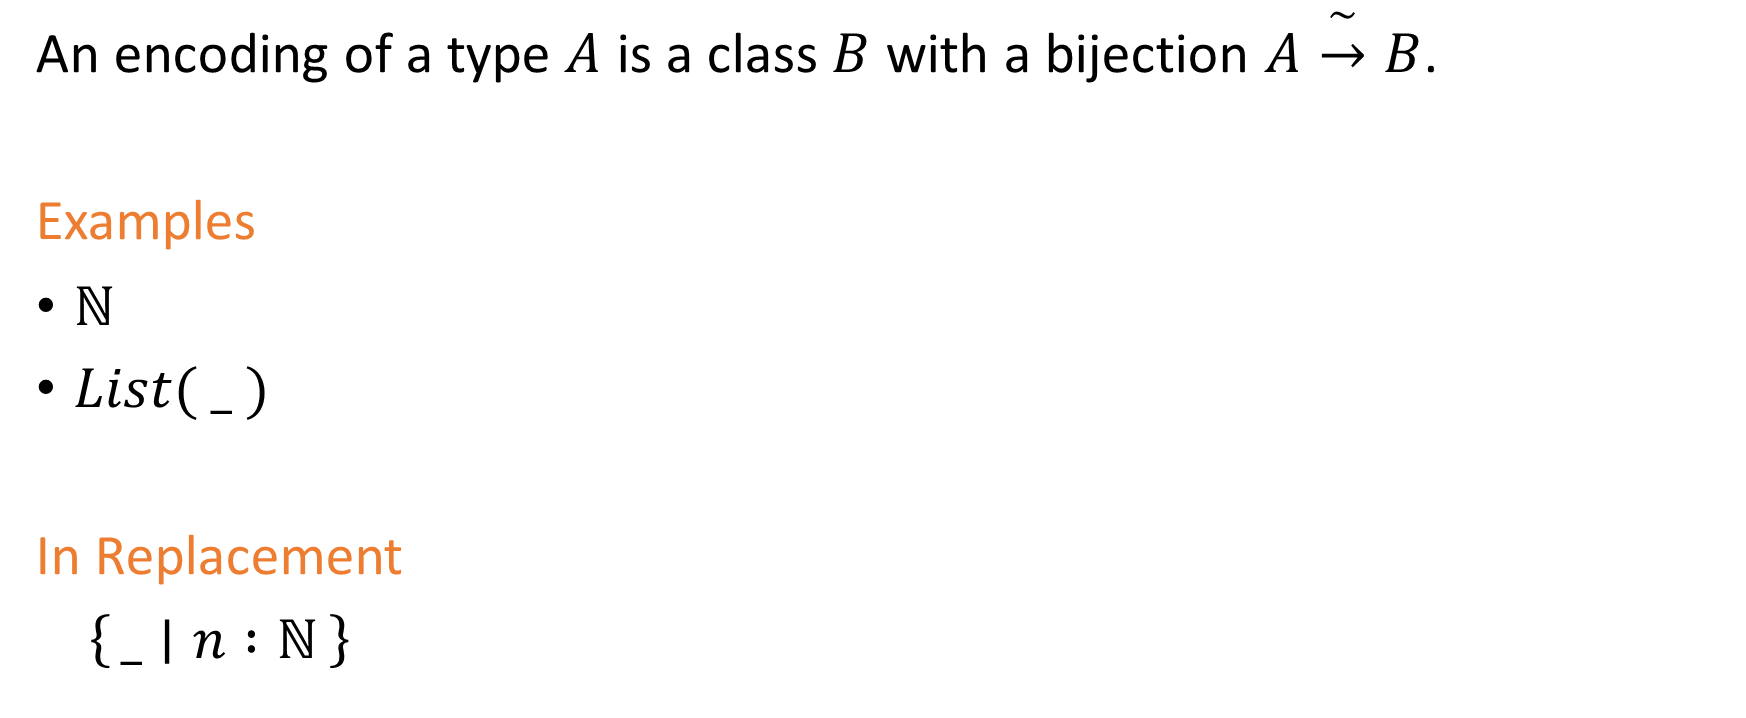 An encoding of a type A is a class B with a bijection A →̃ B.
Examples
• ℕ
• List(_)
In Replacement
{_ | n : ℕ}